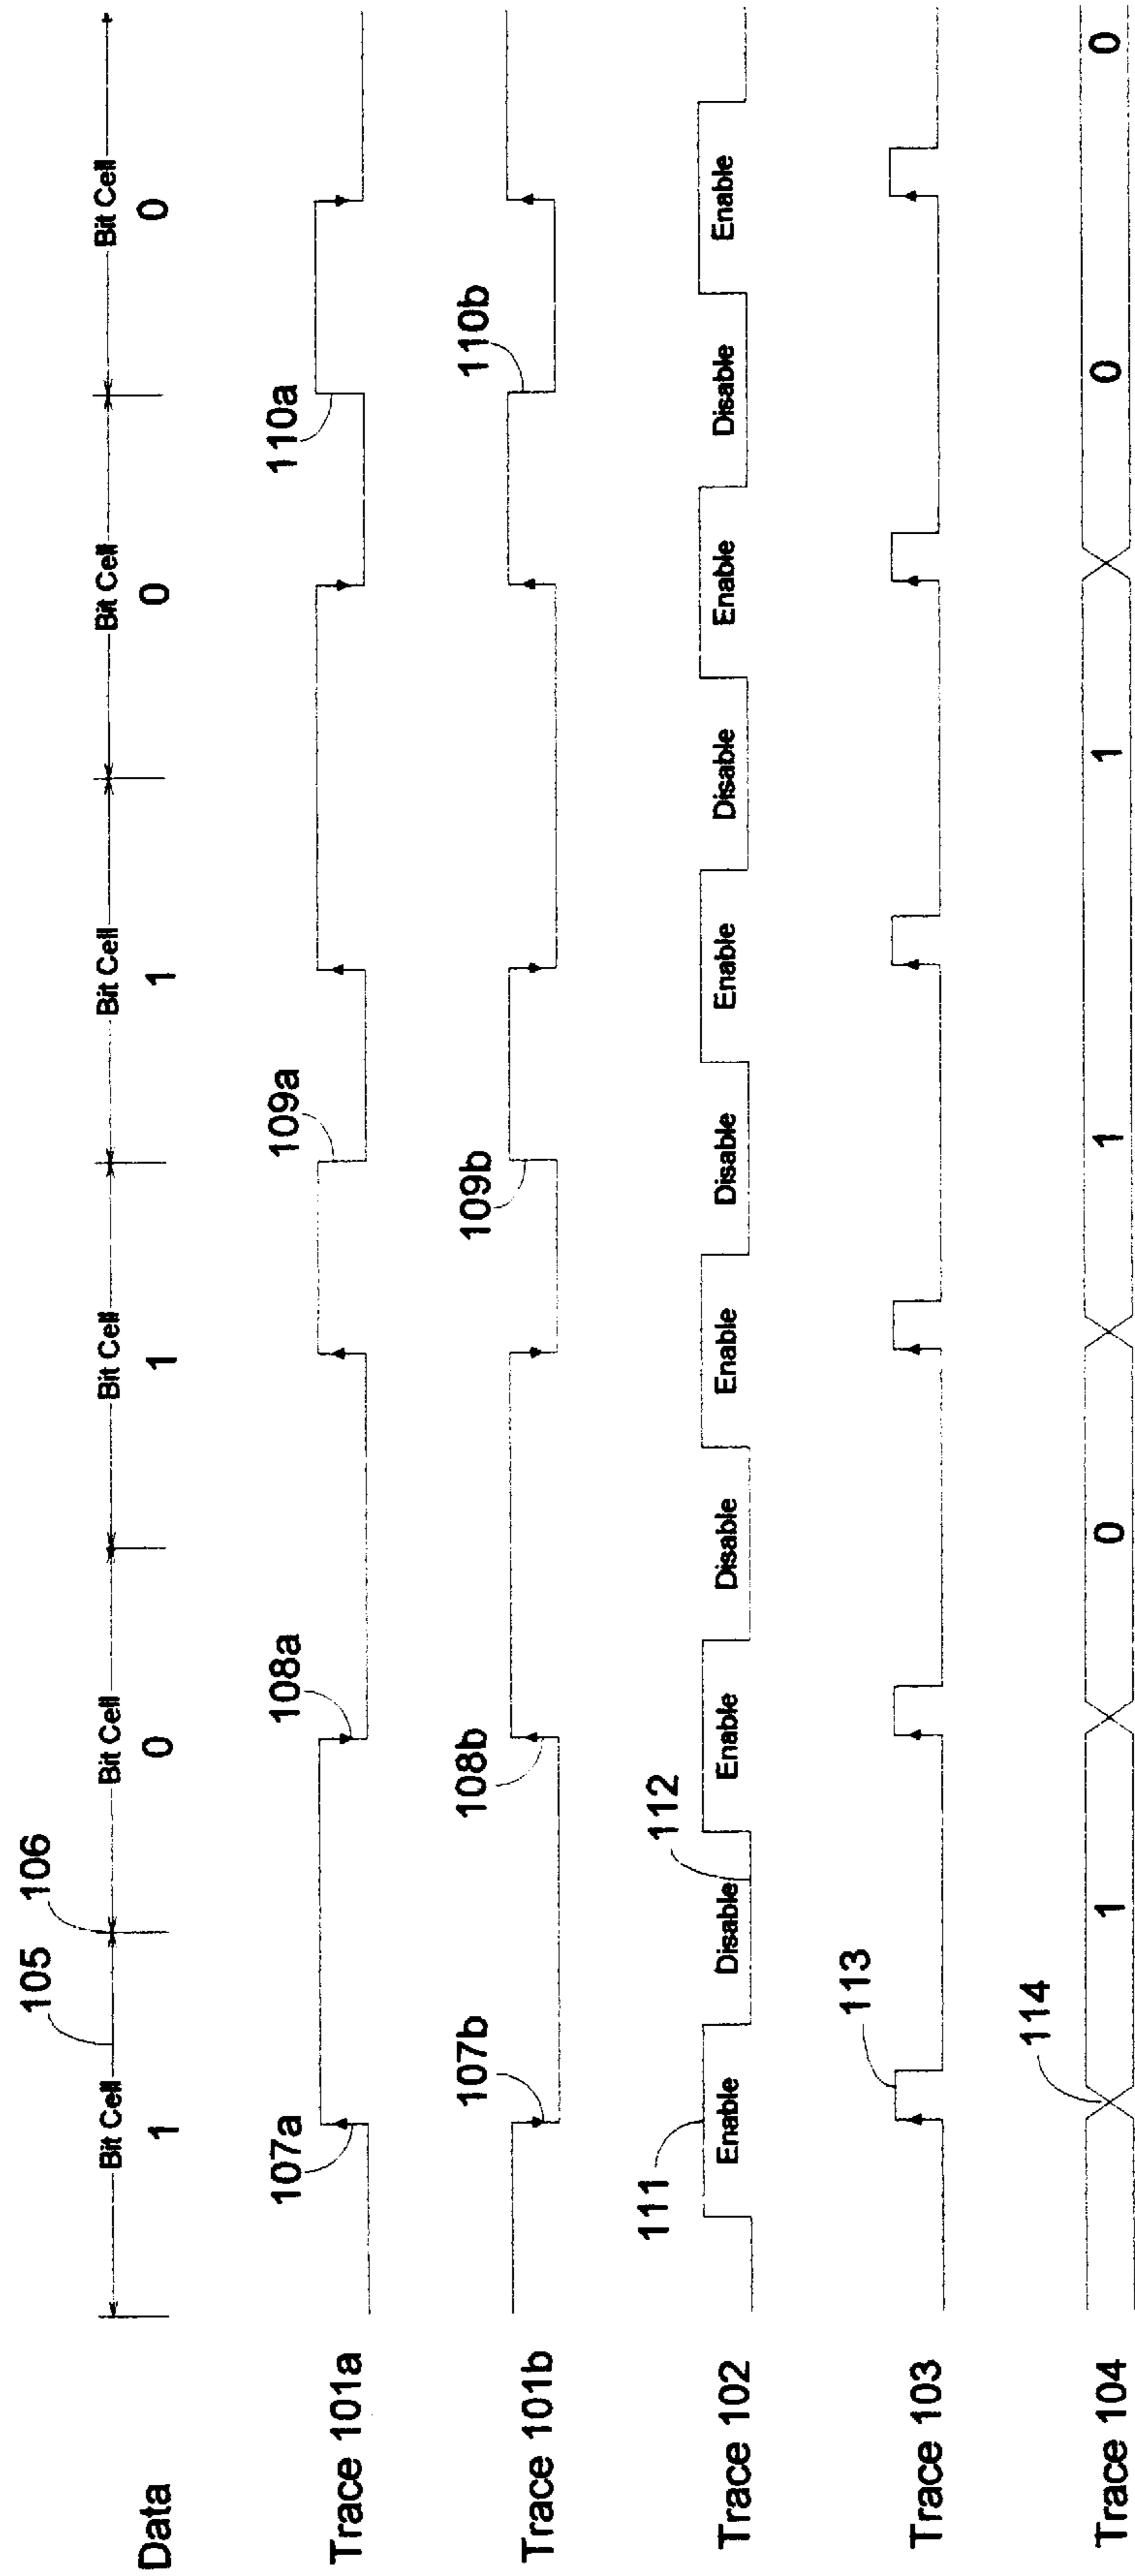 105 106
Bit Cell Bit Cell Bit Cell Bit Cell Bit Cell Bit Cell
Data 1 0 1 1 0 0
Trace 101a 107a 108a 109a 110a
Trace 101b 107b 108b 109b 110b
111 112
Trace 102 Enable Disable Enable Disable Enable Disable Enable Disable Enable Disable Enable
113
Trace 103
114
Trace 104 1 0 1 1 0 0